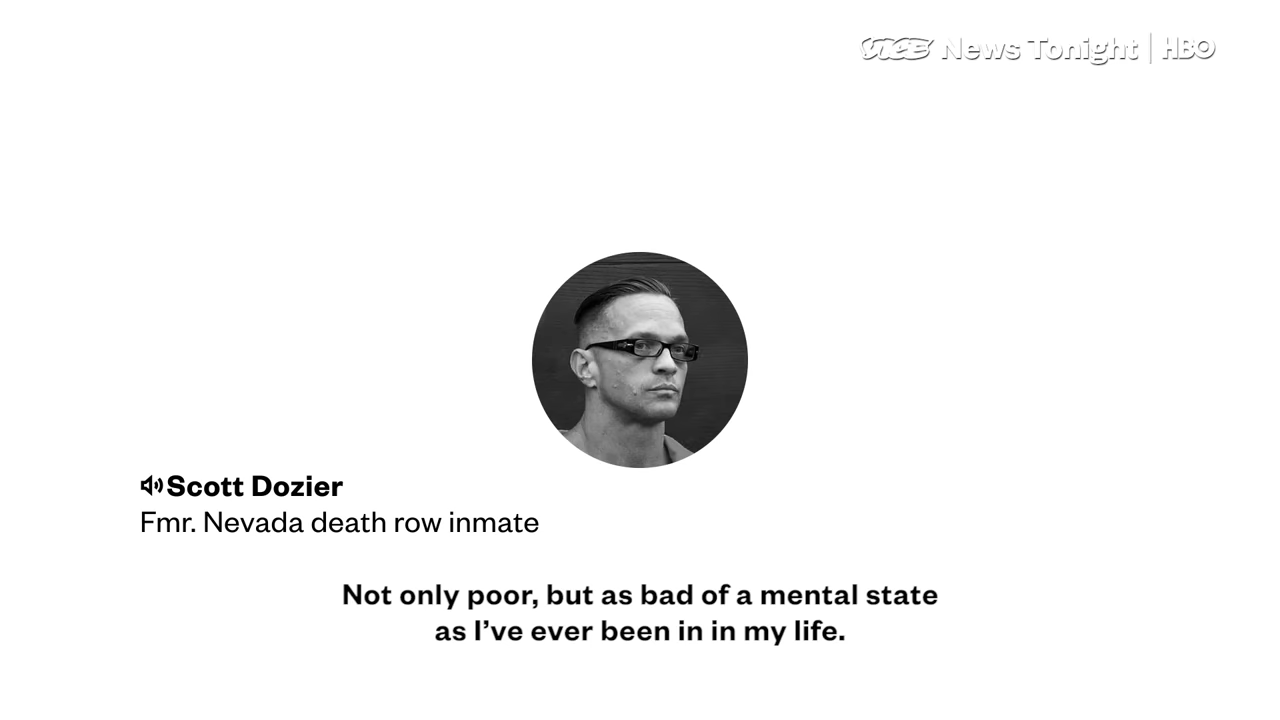 VICE News Tonight | HBO
Scott Dozier
Fmr. Nevada death row inmate
Not only poor, but as bad of a mental state
as I’ve ever been in in my life.